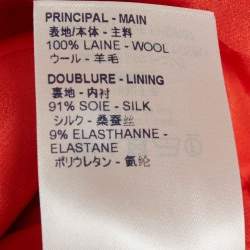 PRINCIPAL - MAIN
表地/本体 - 主料
100% LAINE - WOOL
ウール - 羊毛
DOUBLURE - LINING
裏地 - 内衬
91% SOIE - SILK
シルク - 桑蚕丝
9% ELASTHANNE -
ELASTANE
ポリウレタン - 氨纶